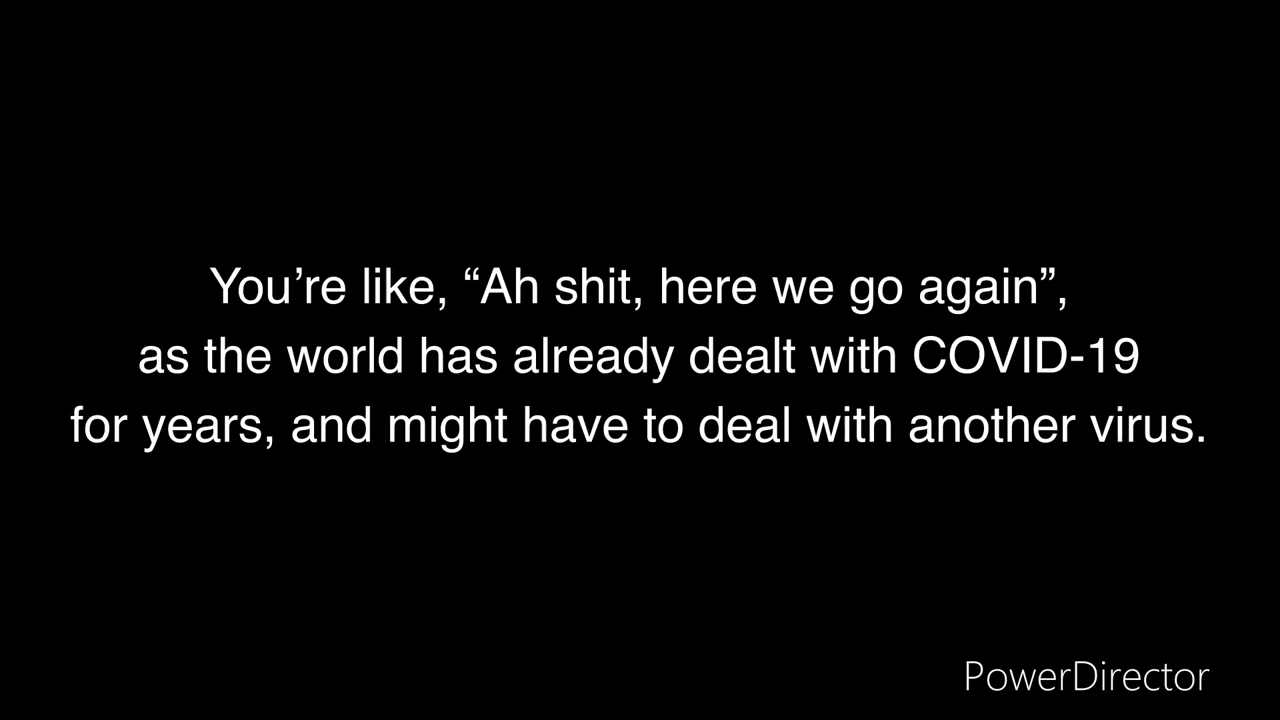 You’re like, “Ah shit, here we go again”,
as the world has already dealt with COVID-19
for years, and might have to deal with another virus.
PowerDirector